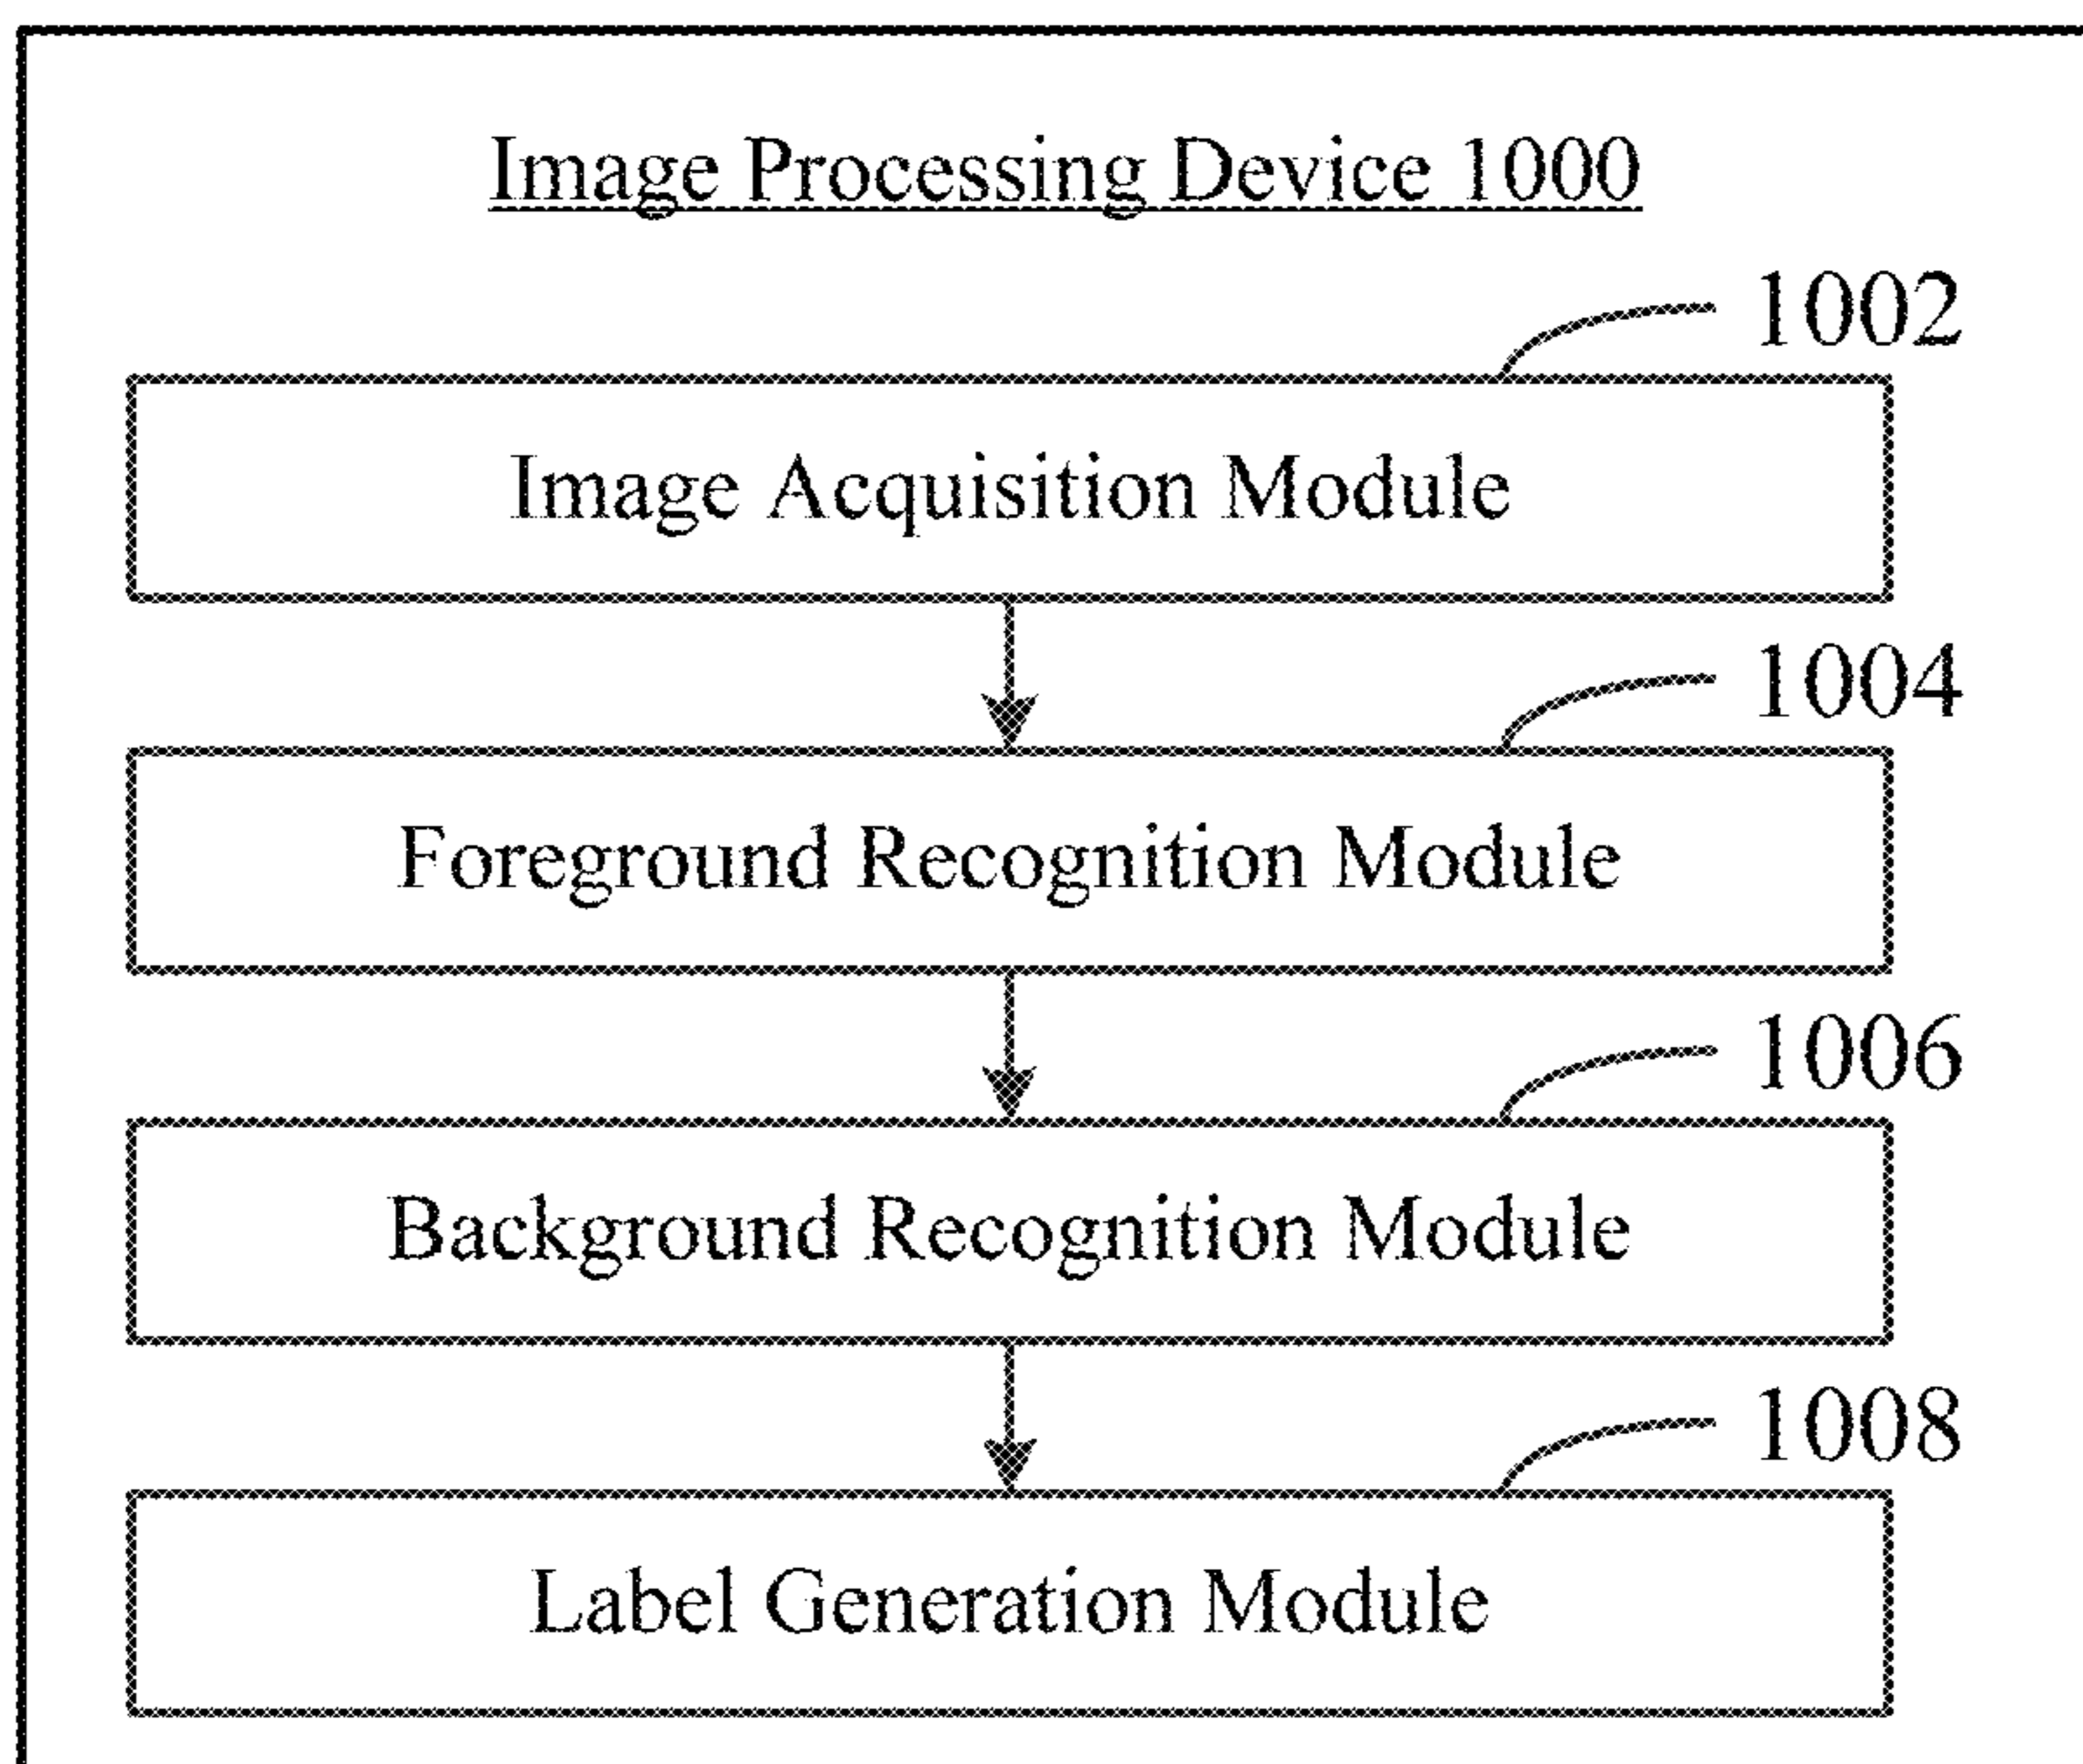 Image Processing Device 1000
1002
Image Acquisition Module
1004
Foreground Recognition Module
1006
Background Recognition Module
1008
Label Generation Module